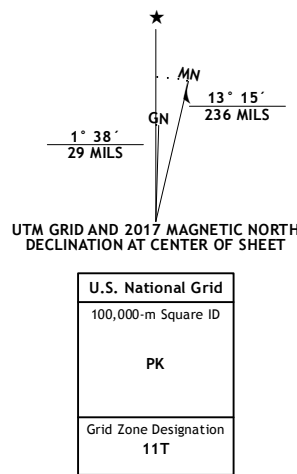 MN
GN
13° 15´
236 MILS
1° 38´
29 MILS
UTM GRID AND 2017 MAGNETIC NORTH
DECLINATION AT CENTER OF SHEET
U.S. National Grid
100,000-m Square ID
PK
Grid Zone Designation
11T